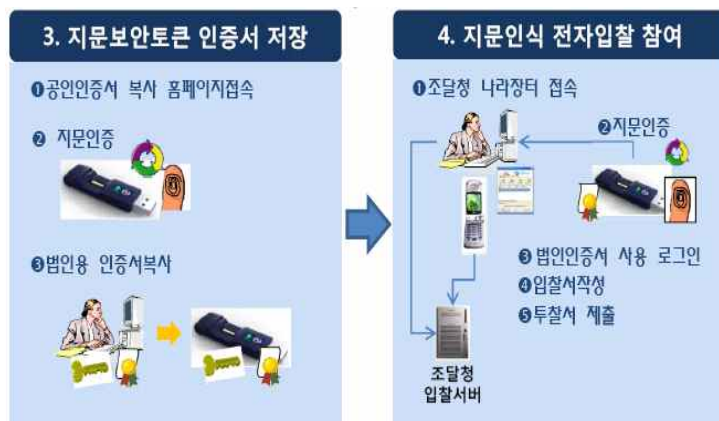 3. 지문보안토큰 인증서 저장
❶공인인증서 복사 홈페이지접속
❷ 지문인증
❸법인용 인증서복사
4. 지문인식 전자입찰 참여
❶조달청 나라장터 접속
❷지문인증
❸ 법인인증서 사용 로그인
❹입찰서작성
❺투찰서 제출
조달청
입찰서버